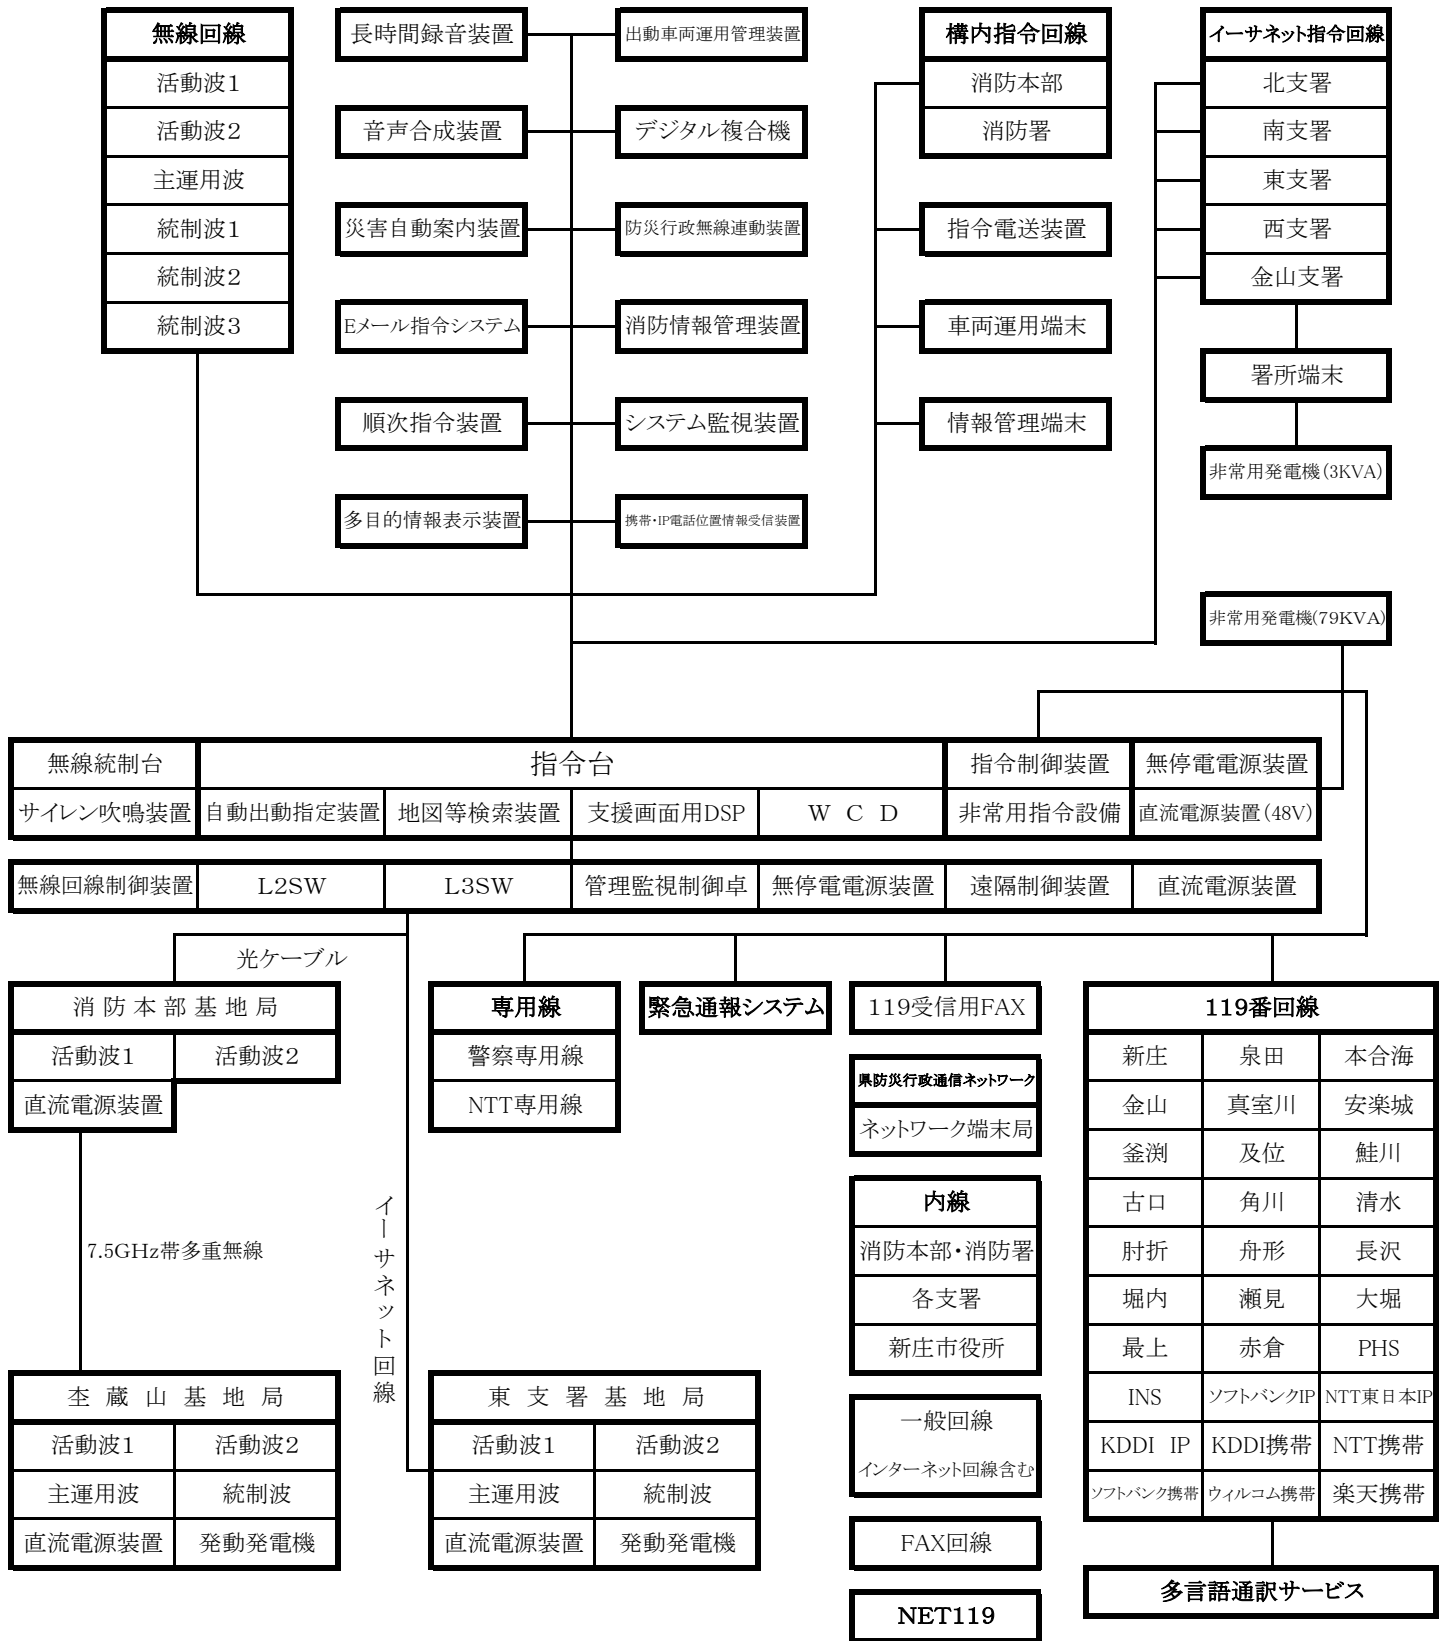 無線回線
活動波1
活動波2
主運用波
統制波1
統制波2
統制波3
長時間録音装置
出動車両運用管理装置
音声合成装置
デジタル複合機
災害自動案内装置
防災行政無線連動装置
Eメール指令システム
消防情報管理装置
順次指令装置
システム監視装置
多目的情報表示装置
携帯・IP電話位置情報受信装置
構内指令回線
消防本部
消防署
指令電送装置
車両運用端末
情報管理端末
イーサネット指令回線
北支署
南支署
東支署
西支署
金山支署
署所端末
非常用発電機(3KVA)
非常用発電機(79KVA)
無線統制台
指令台
指令制御装置
無停電電源装置
サイレン吹鳴装置
自動出動指定装置
地図等検索装置
支援画面用DSP
W C D
非常用指令設備
直流電源装置(48V)
無線回線制御装置
L2SW
L3SW
管理監視制御卓
無停電電源装置
遠隔制御装置
直流電源装置
光ケーブル
消防本部基地局
活動波1
活動波2
直流電源装置
7.5GHz帯多重無線
イーサネット回線
杢蔵山基地局
活動波1
活動波2
主運用波
統制波
直流電源装置
発動発電機
専用線
警察専用線
NTT専用線
東支署基地局
活動波1
活動波2
主運用波
統制波
直流電源装置
発動発電機
緊急通報システム
119受信用FAX
県防災行政通信ネットワーク
ネットワーク端末局
内線
消防本部・消防署
各支署
新庄市役所
一般回線
インターネット回線含む
FAX回線
NET119
119番回線
新庄
泉田
本合海
金山
真室川
安楽城
釜渕
及位
鮭川
古口
角川
清水
肘折
舟形
長沢
堀内
瀬見
大堀
最上
赤倉
PHS
INS
ソフトバンクIP
NTT東日本IP
KDDI IP
KDDI携帯
NTT携帯
ソフトバンク携帯
ウィルコム携帯
楽天携帯
多言語通訳サービス